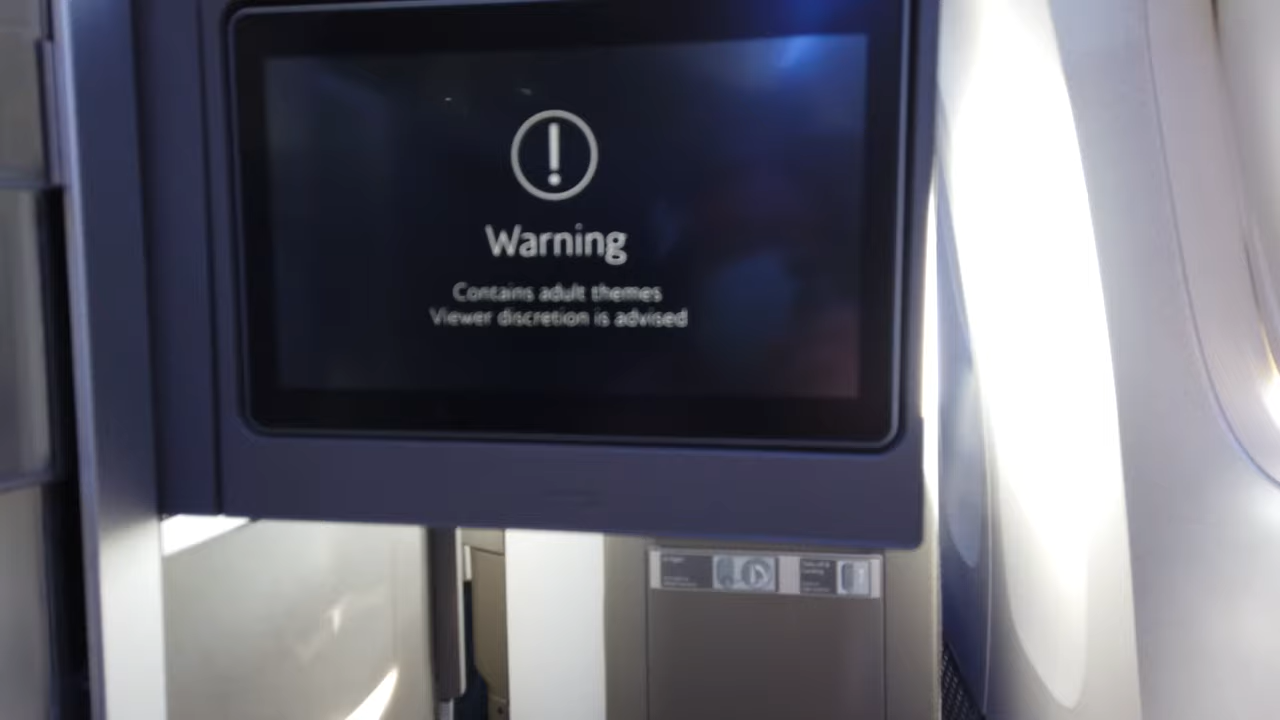 Warning
Contains adult themes
Viewer discretion is advised